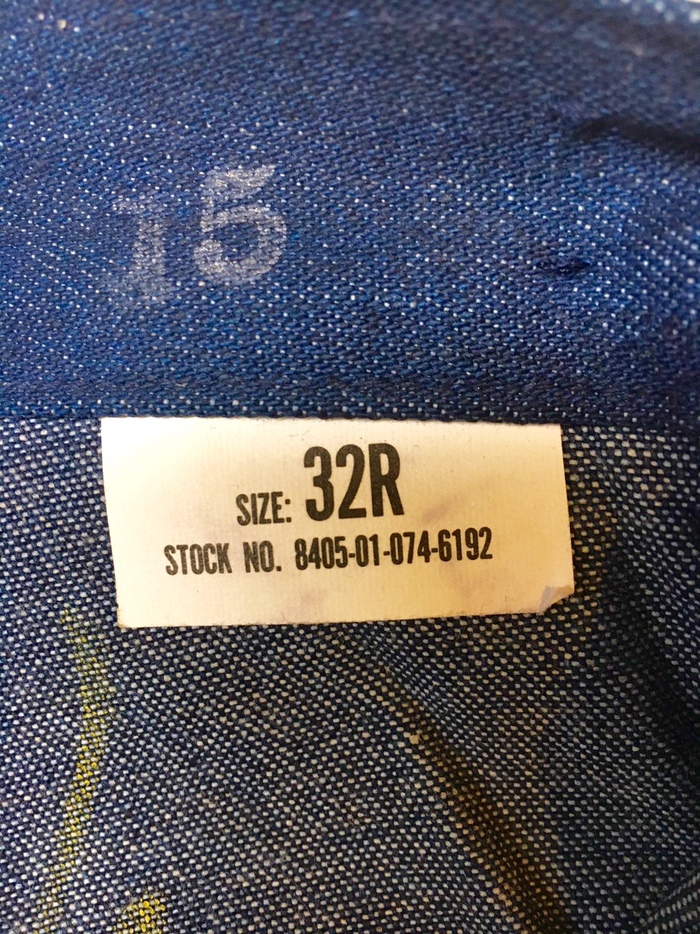 15
SIZE: 32R
STOCK NO. 8405-01-074-6192